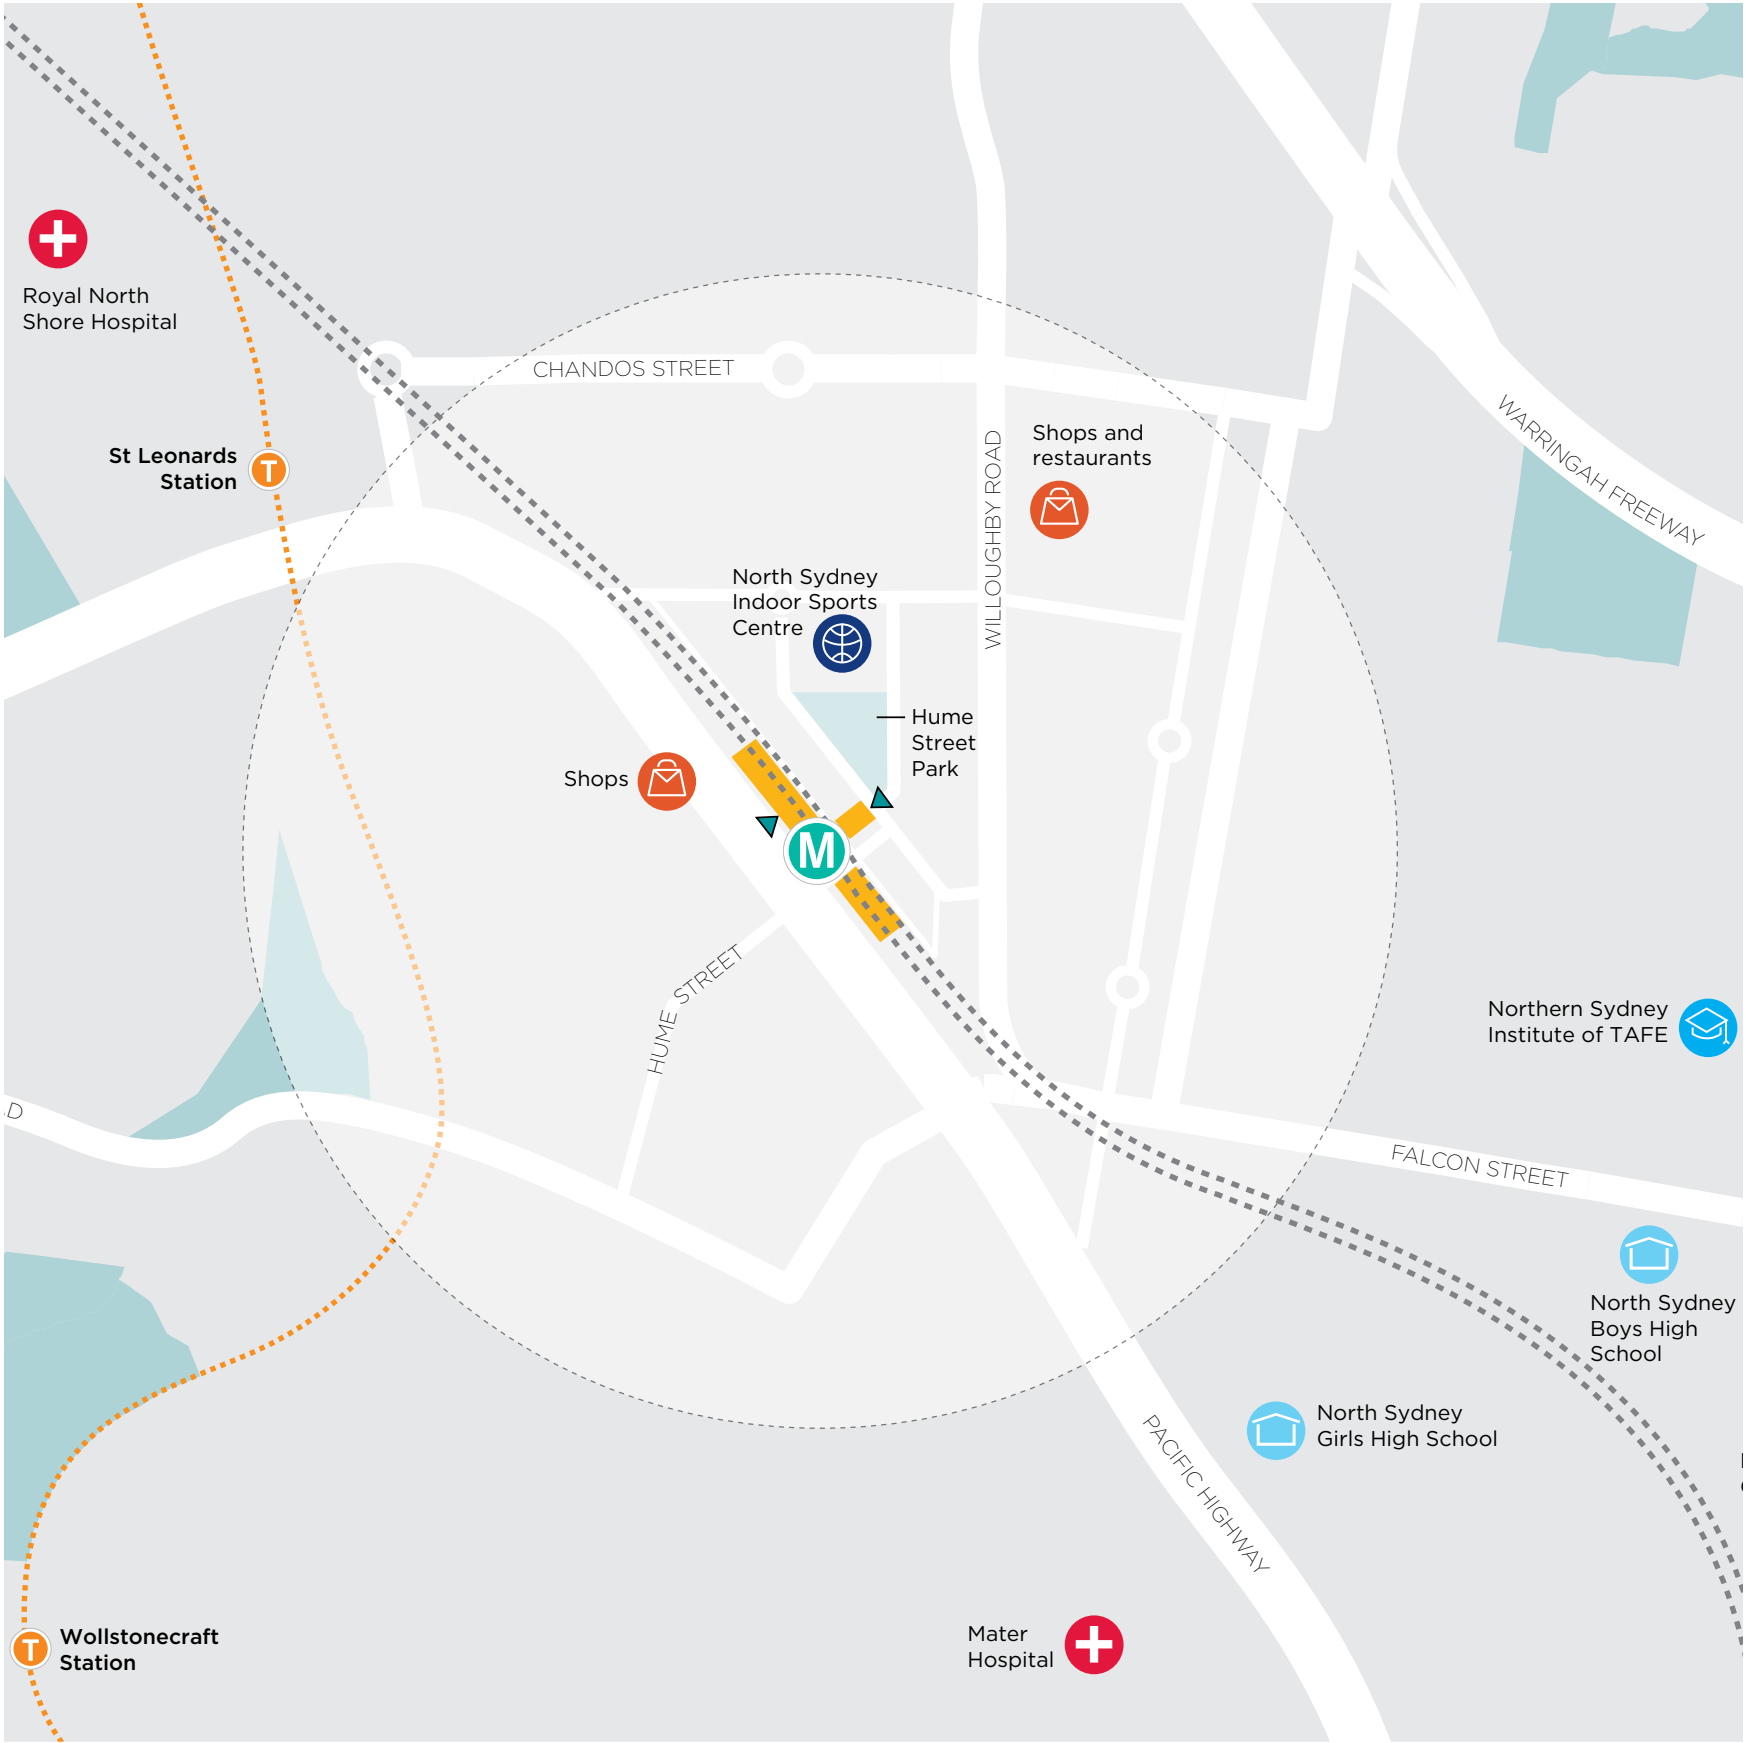 Royal North
Shore Hospital
CHANDOS STREET
St Leonards
Station
T
Shops and
restaurants
WILLOUGHBY ROAD
WARRINGAH FREEWAY
North Sydney
Indoor Sports
Centre
Hume
Street
Park
Shops
M
HUME STREET
Northern Sydney
Institute of TAFE
FALCON STREET
North Sydney
Boys High
School
North Sydney
Girls High School
PACIFIC HIGHWAY
T
Wollstonecraft
Station
Mater
Hospital